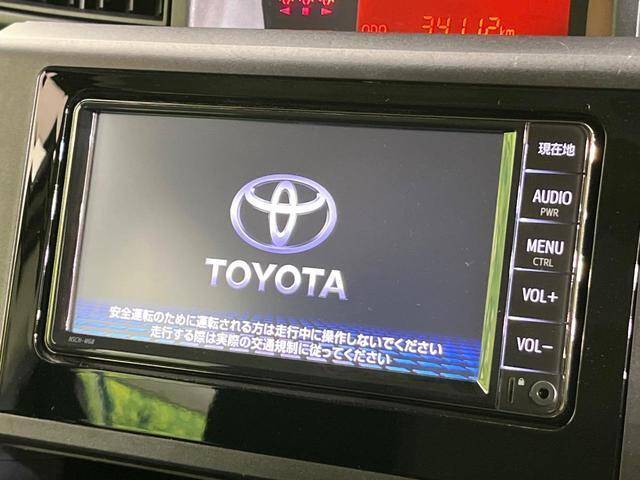 ODO 34112km
現在地
AUDIO
PWR
MENU
CTRL
VOL+
VOL−
TOYOTA
安全運転のために運転される方は走行中に操作しないでください
走行する際は実際の交通規制に従ってください
NSCN-W68